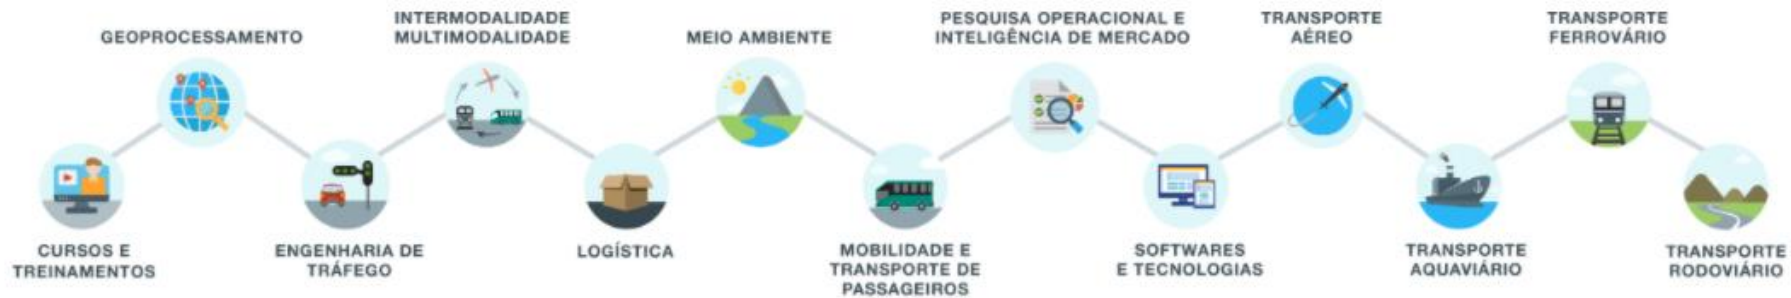 CURSOS E
TREINAMENTOS
GEOPROCESSAMENTO
ENGENHARIA DE
TRÁFEGO
INTERMODALIDADE
MULTIMODALIDADE
LOGÍSTICA
MEIO AMBIENTE
MOBILIDADE E
TRANSPORTE DE
PASSAGEIROS
PESQUISA OPERACIONAL E
INTELIGÊNCIA DE MERCADO
SOFTWARES
E TECNOLOGIAS
TRANSPORTE
AÉREO
TRANSPORTE
AQUAVIÁRIO
TRANSPORTE
FERROVÁRIO
TRANSPORTE
RODOVIÁRIO